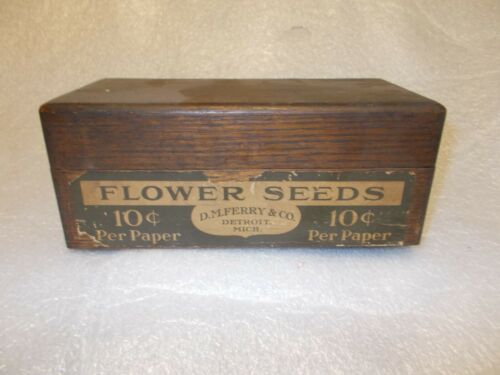 FLOWER SEEDS
D.M.FERRY & CO.
DETROIT,
MICH.
10¢
Per Paper
10¢
Per Paper